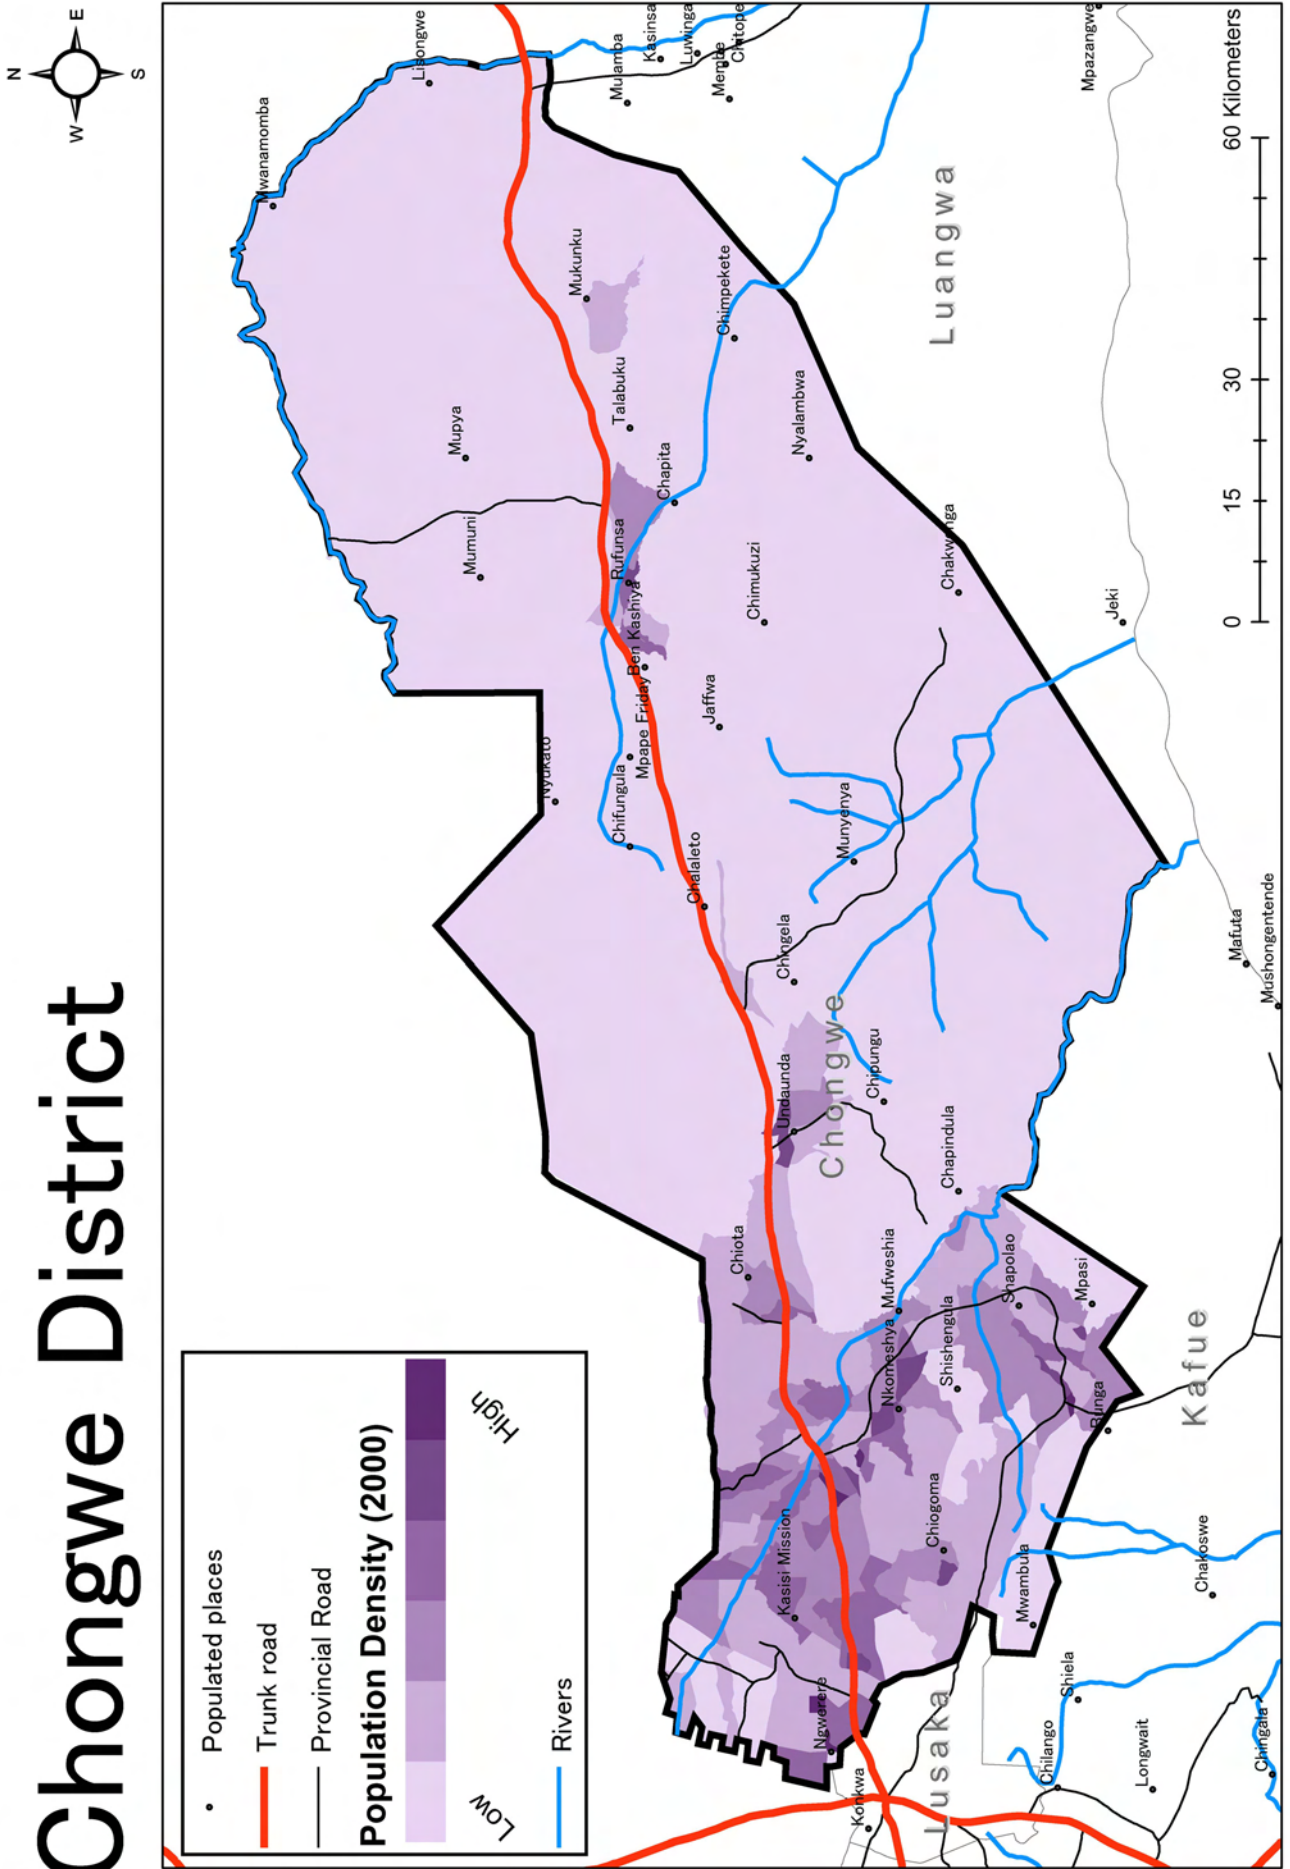 Chongwe District
N
W
E
S
Populated places
Trunk road
Provincial Road
Population Density (2000)
Low
High
Rivers
Mwanamomba
Lisongwe
Mupya
Mumuni
Mukunku
Mulamba
Kasinsa
Luwinga
Membe
Chitope
Nyukato
Talabuku
Rufunsa
Chapita
Chimpekete
Ben Kashiya
Mpape Friday
Chifungula
Jaffwa
Chimukuzi
Nyalambwa
Chalaleto
Chingela
Munyenya
Chakwenga
Luangwa
Mpazangwe
Undaunda
Chongwe
Chipungu
Chapindula
Chiota
Mufweshia
Nkomeshya
Shishengula
Shapolao
Mpasi
Bunga
Kasisi Mission
Chiogoma
Mwambula
Ngwerere
Konkwa
Lusaka
Kafue
Chilango
Shiela
Longwait
Chakoswe
Chingala
Jeki
Mafuta
Mushongentende
0
15
30
60 Kilometers